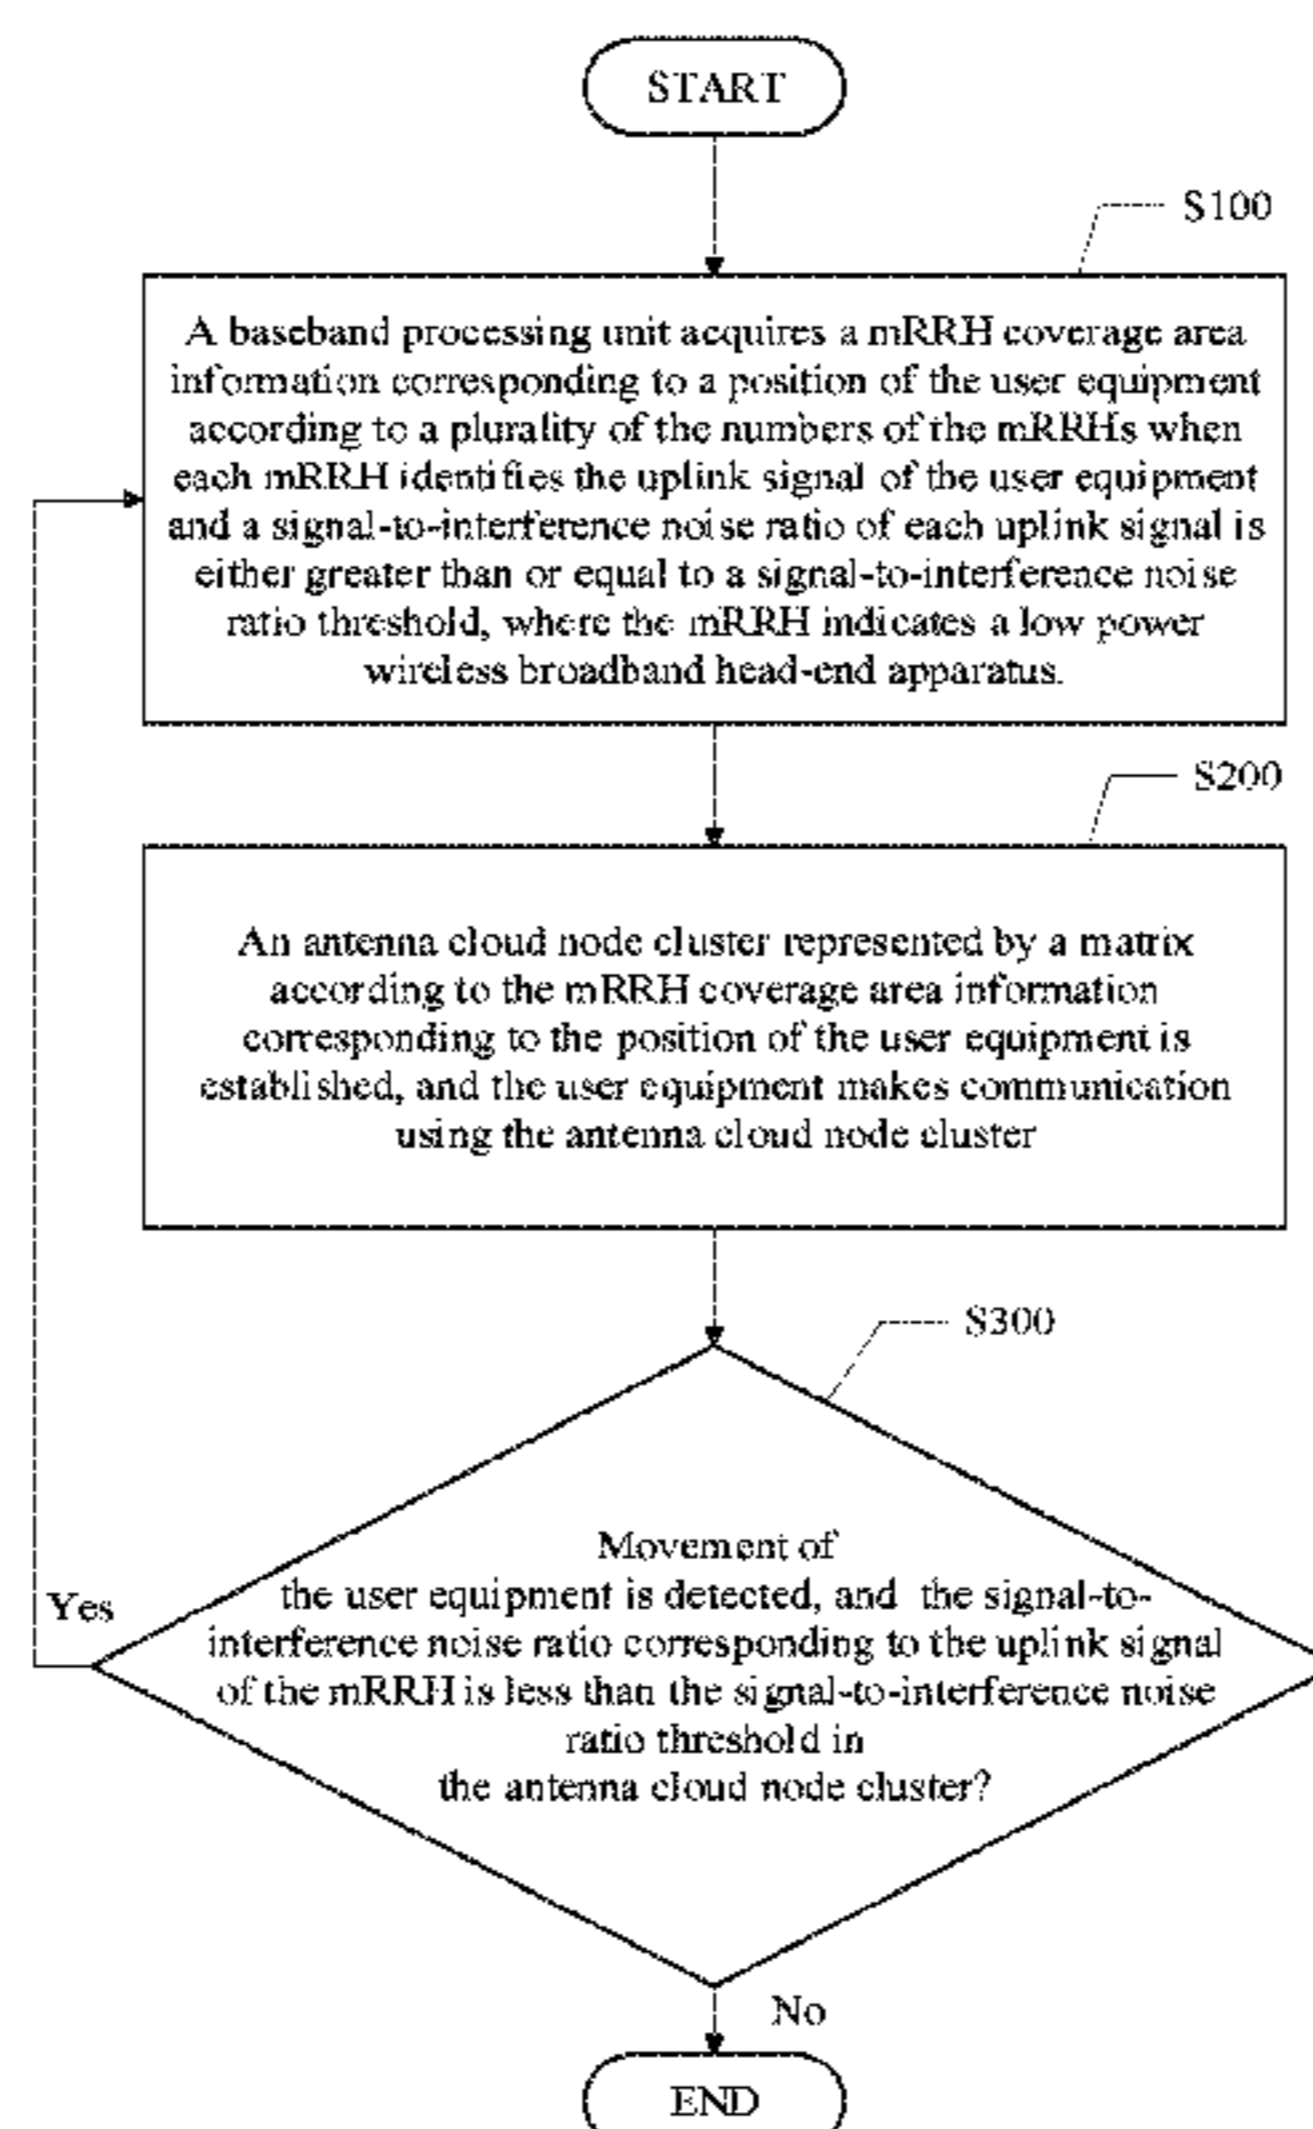 START
S100
A baseband processing unit acquires a mRRH coverage area
information corresponding to a position of the user equipment
according to a plurality of the numbers of the mRRHs when
each mRRH identifies the uplink signal of the user equipment
and a signal-to-interference noise ratio of each uplink signal is
either greater than or equal to a signal-to-interference noise
ratio threshold, where the mRRH indicates a low power
wireless broadband head-end apparatus.
S200
An antenna cloud node cluster represented by a matrix
according to the mRRH coverage area information
corresponding to the position of the user equipment is
established, and the user equipment makes communication
using the antenna cloud node cluster
S300
Movement of
the user equipment is detected, and the signal-to-
interference noise ratio corresponding to the uplink signal
of the mRRH is less than the signal-to-interference noise
ratio threshold in
the antenna cloud node cluster?
Yes
No
END